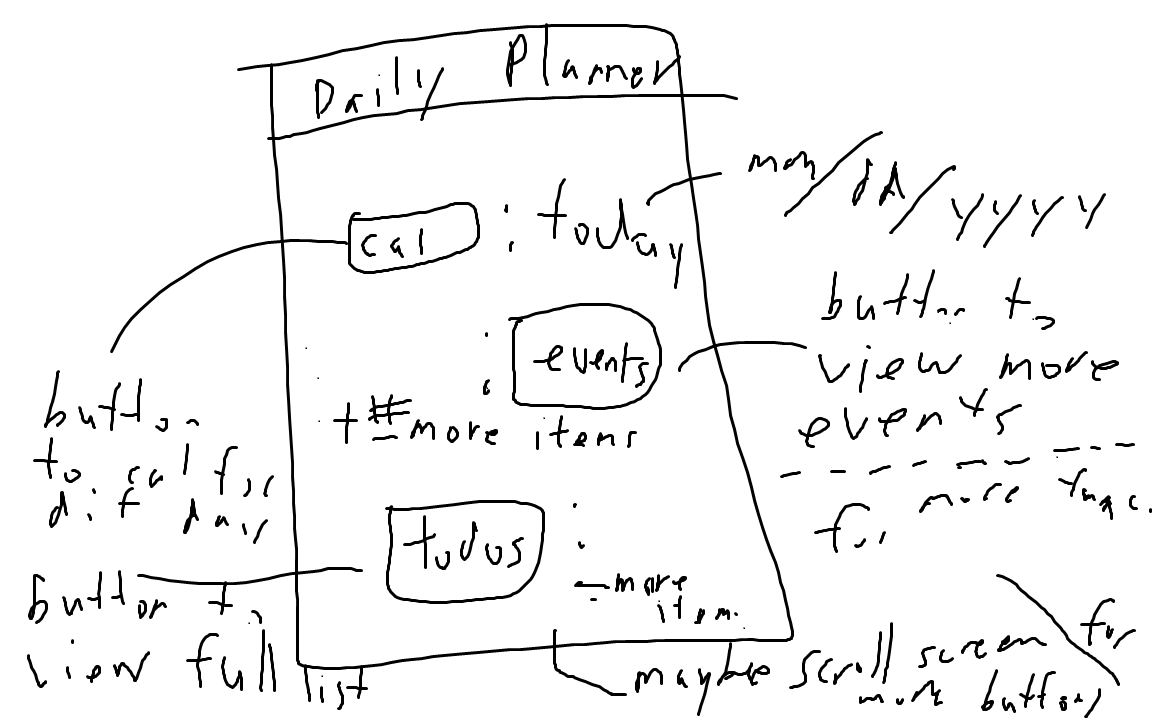 Daily Planner
mm/dd/yyyy
cal : today
events
button to
view more
events
for more func.
+# more items
button
to cal for
dif day
todos
- more
item.
button to
view full list
maybe scroll screen for
more buttons